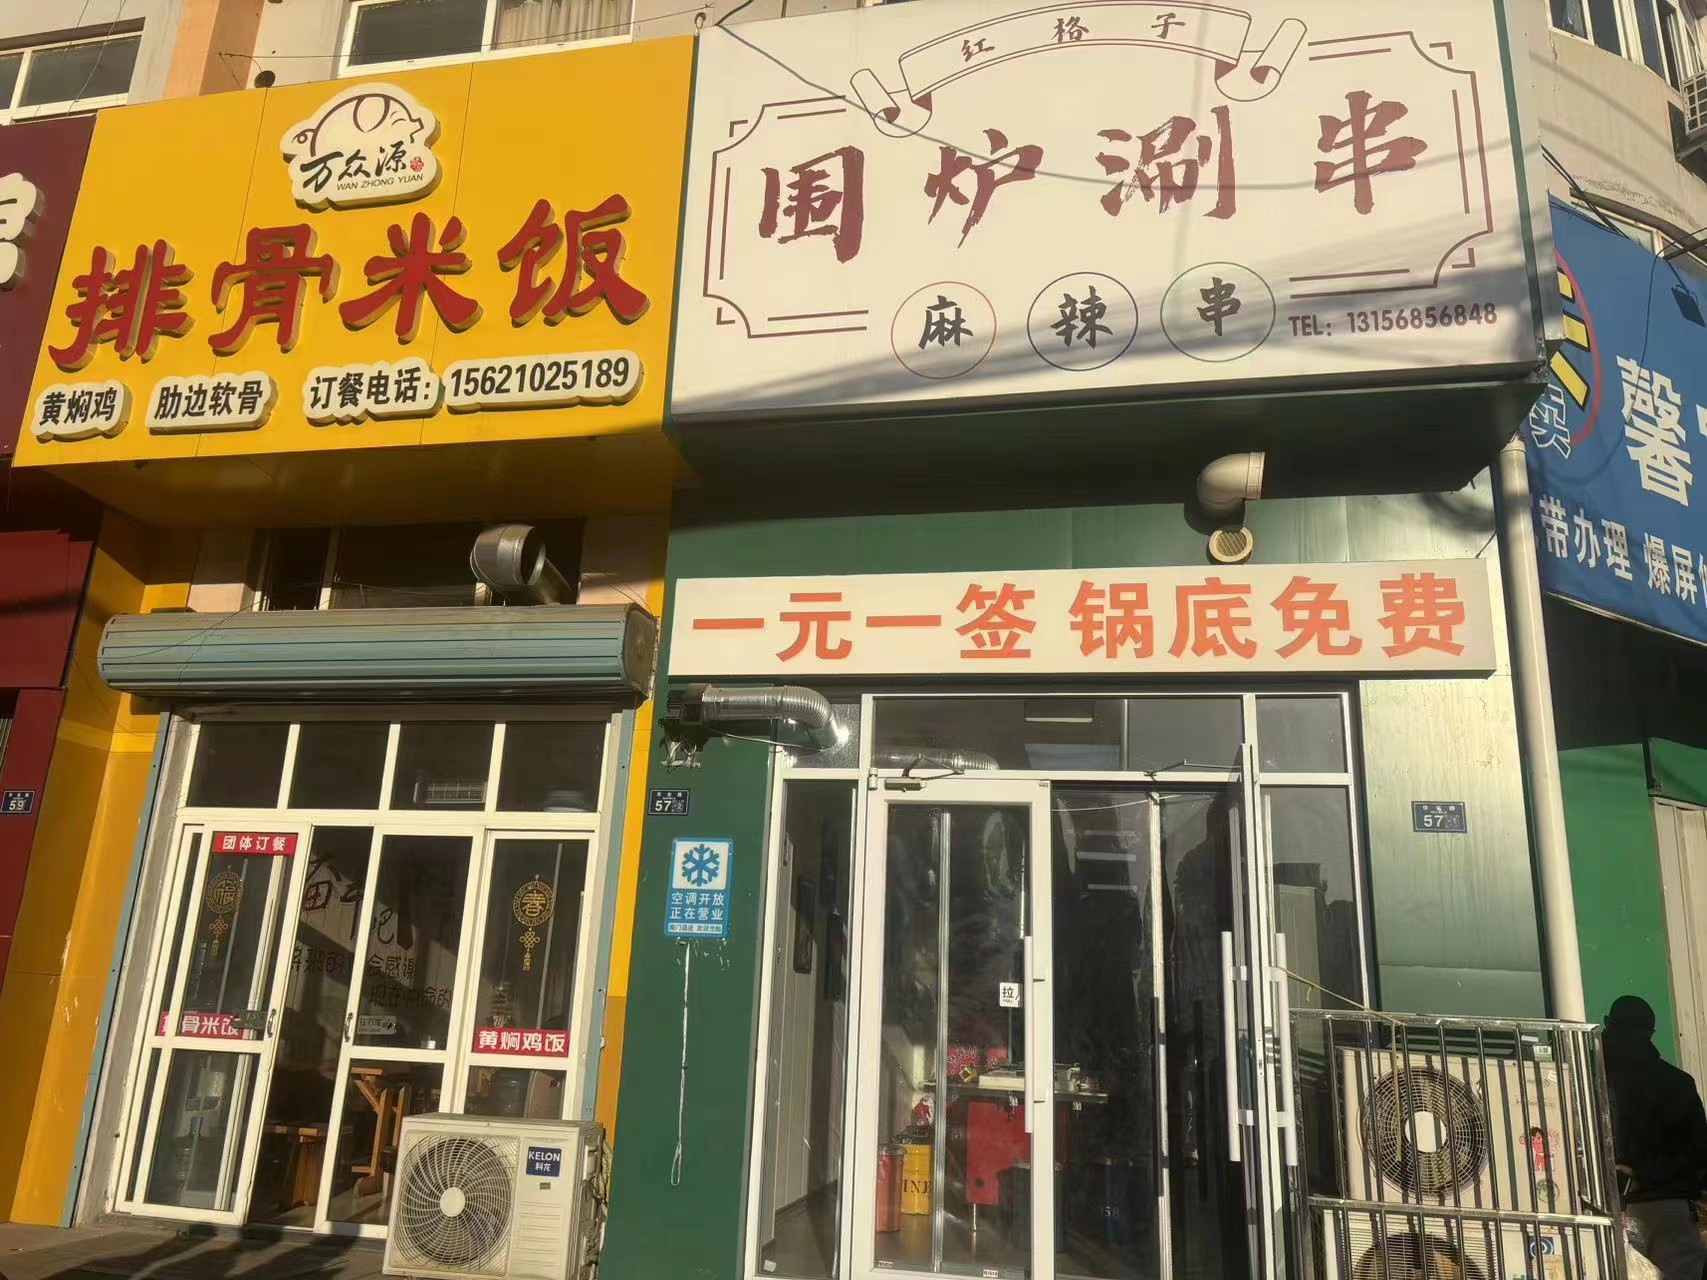 万众源
WAN ZHONG YUAN
排骨米饭
黄焖鸡 肋边软骨 订餐电话:15621025189
红格子
围炉涮串
麻辣串
TEL: 13156856848
一元一签 锅底免费
馨
卖
带办理 爆屏
59
57
57
团体订餐
福
春
骨米饭
黄焖鸡饭
空调开放
正在营业
拉
KELON
科龙